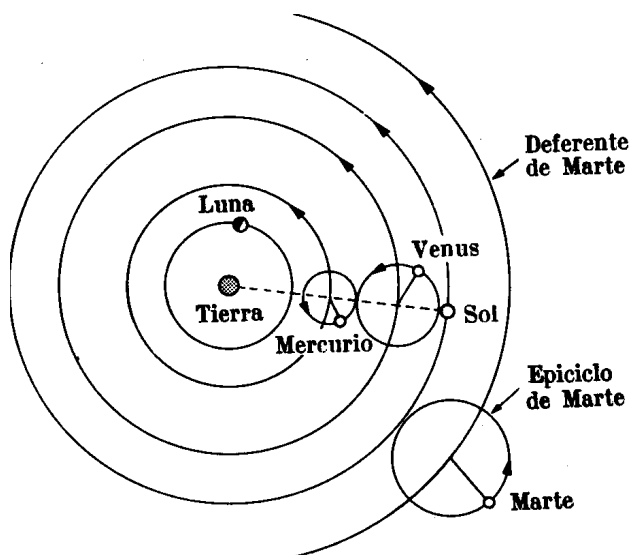 Deferente
de Marte
Luna
Venus
Tierra
Sol
Mercurio
Epiciclo
de Marte
Marte